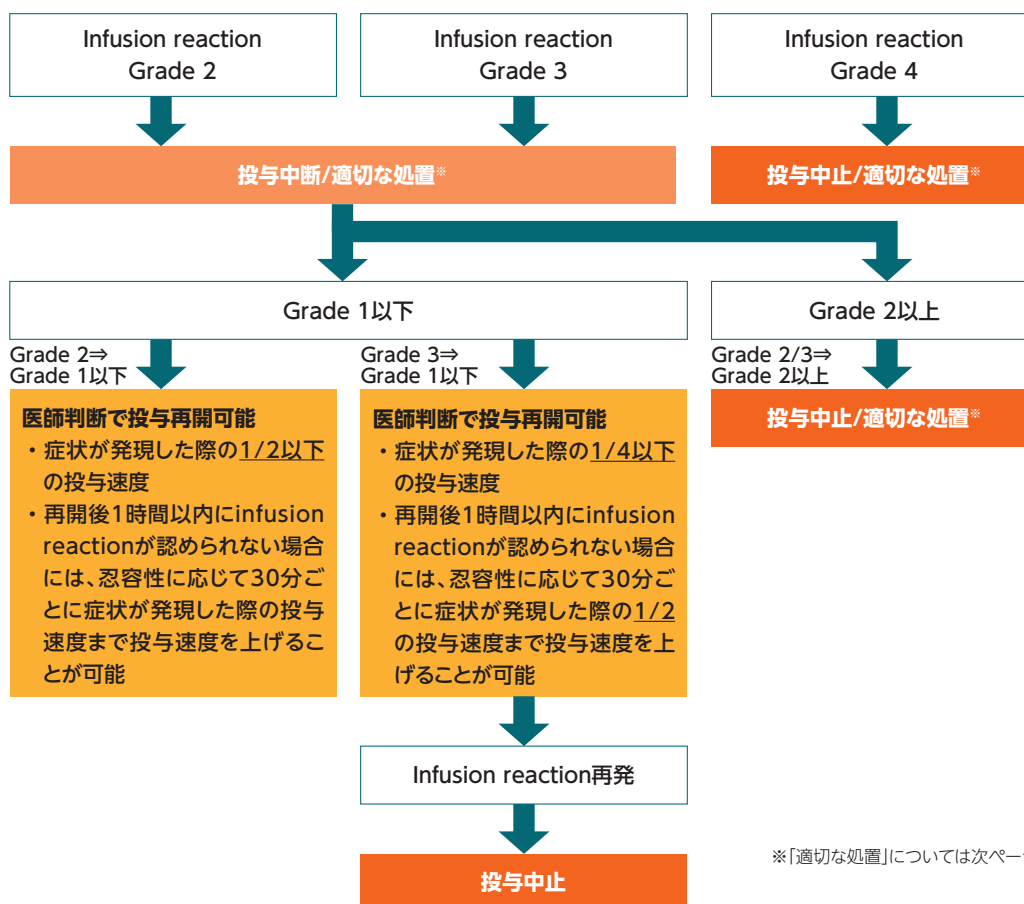 Infusion reaction
Grade 2
Infusion reaction
Grade 3
Infusion reaction
Grade 4
投与中断/適切な処置※
投与中止/適切な処置※
Grade 1以下
Grade 2以上
Grade 2⇒
Grade 1以下
Grade 3⇒
Grade 1以下
Grade 2/3⇒
Grade 2以上
医師判断で投与再開可能
・症状が発現した際の1/2以下
の投与速度
・再開後1時間以内にinfusion
reactionが認められない場合
には、忍容性に応じて30分ご
とに症状が発現した際の投与
速度まで投与速度を上げるこ
とが可能
医師判断で投与再開可能
・症状が発現した際の1/4以下
の投与速度
・再開後1時間以内にinfusion
reactionが認められない場合
には、忍容性に応じて30分ご
とに症状が発現した際の1/2
の投与速度まで投与速度を上
げることが可能
投与中止/適切な処置※
Infusion reaction再発
投与中止
※「適切な処置」については次ペー